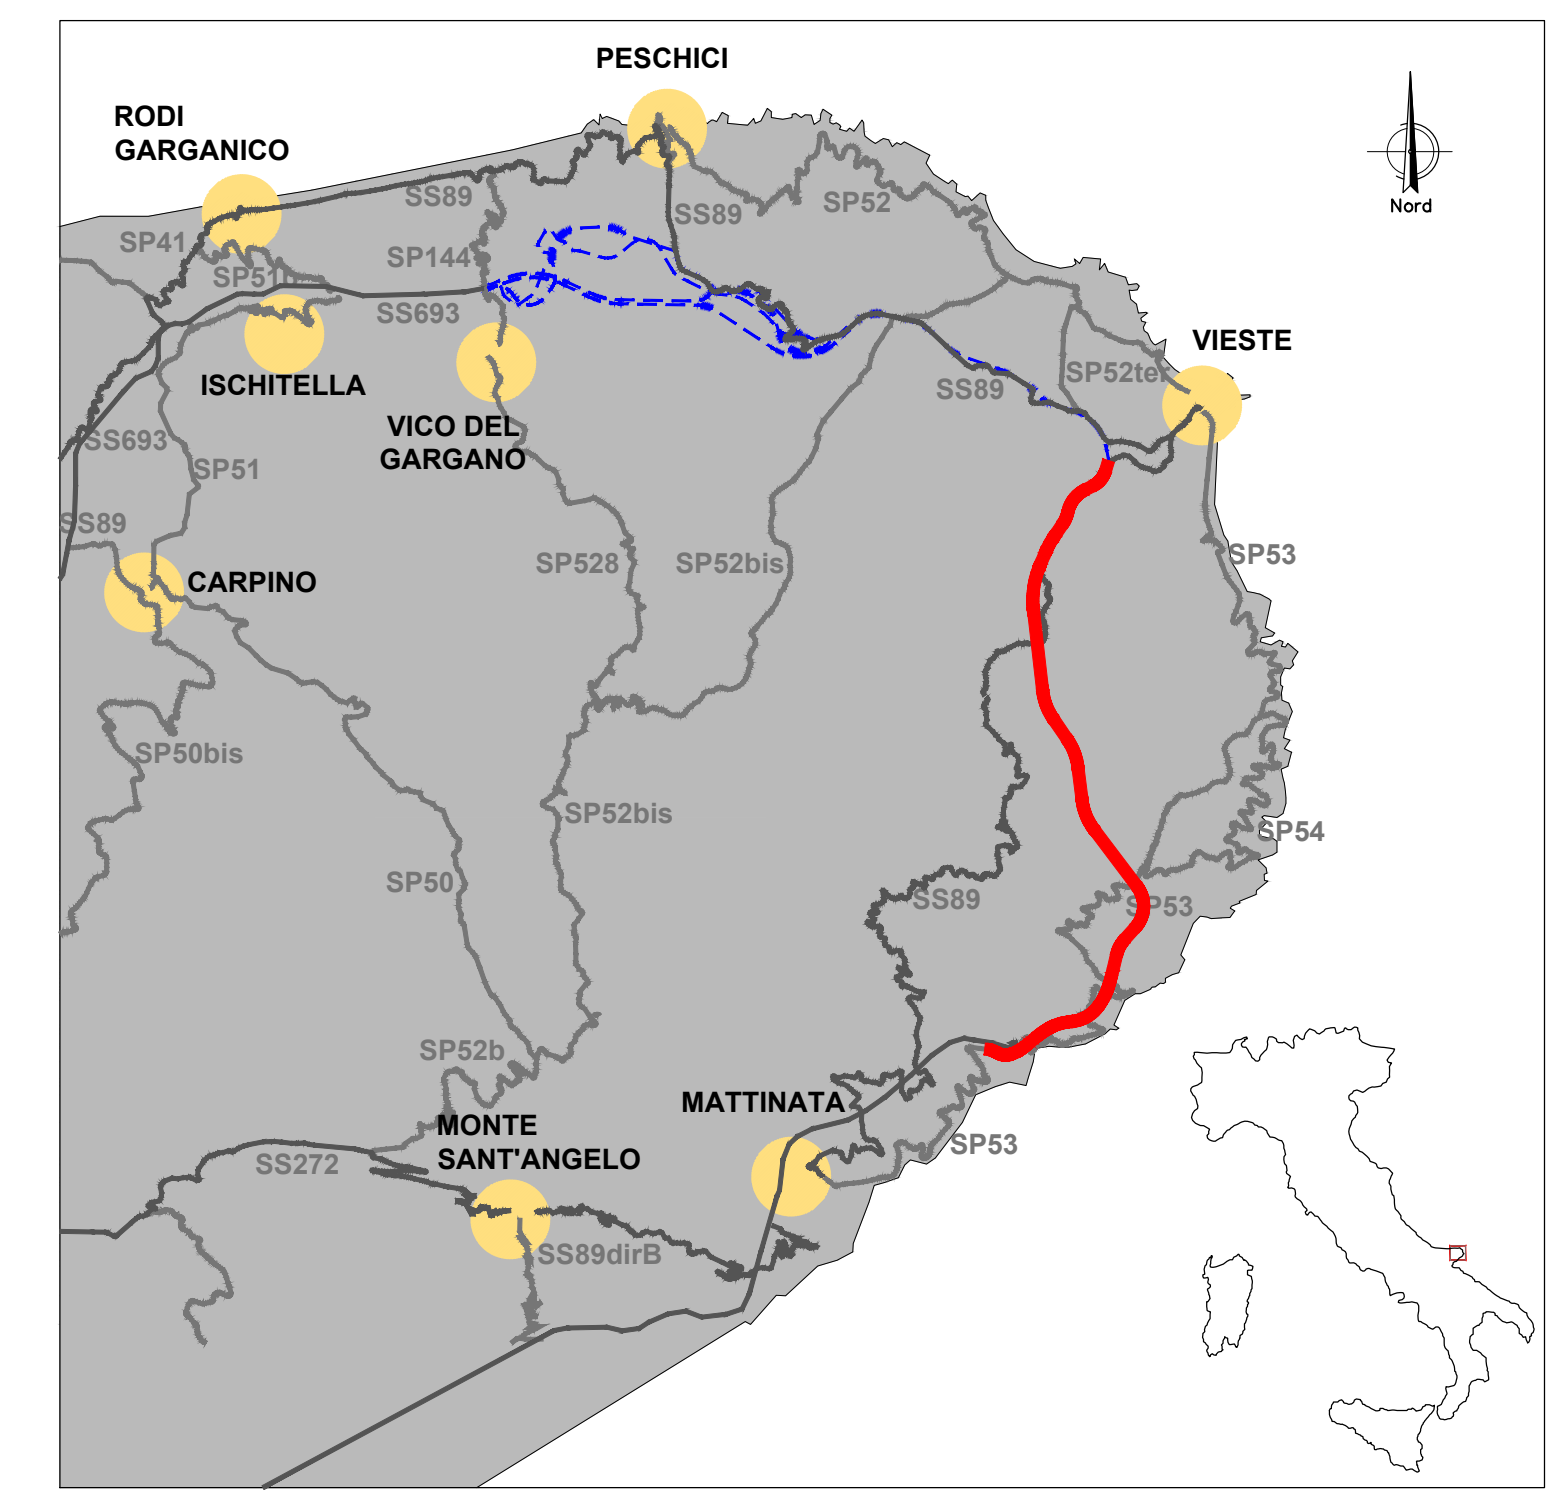 PESCHICI
RODI
GARGANICO
Nord
SS89
SP52
SS89
SP41
SP144
SP51
SS693
VIESTE
ISCHITELLA
SP52ter
SS89
VICO DEL
GARGANO
SS693
SP51
SS89
SP528
SP52bis
SP53
CARPINO
SP50bis
SP52bis
SP54
SP50
SS89
SP53
SP52b
MATTINATA
MONTE
SANT'ANGELO
SP53
SS272
SS89dirB